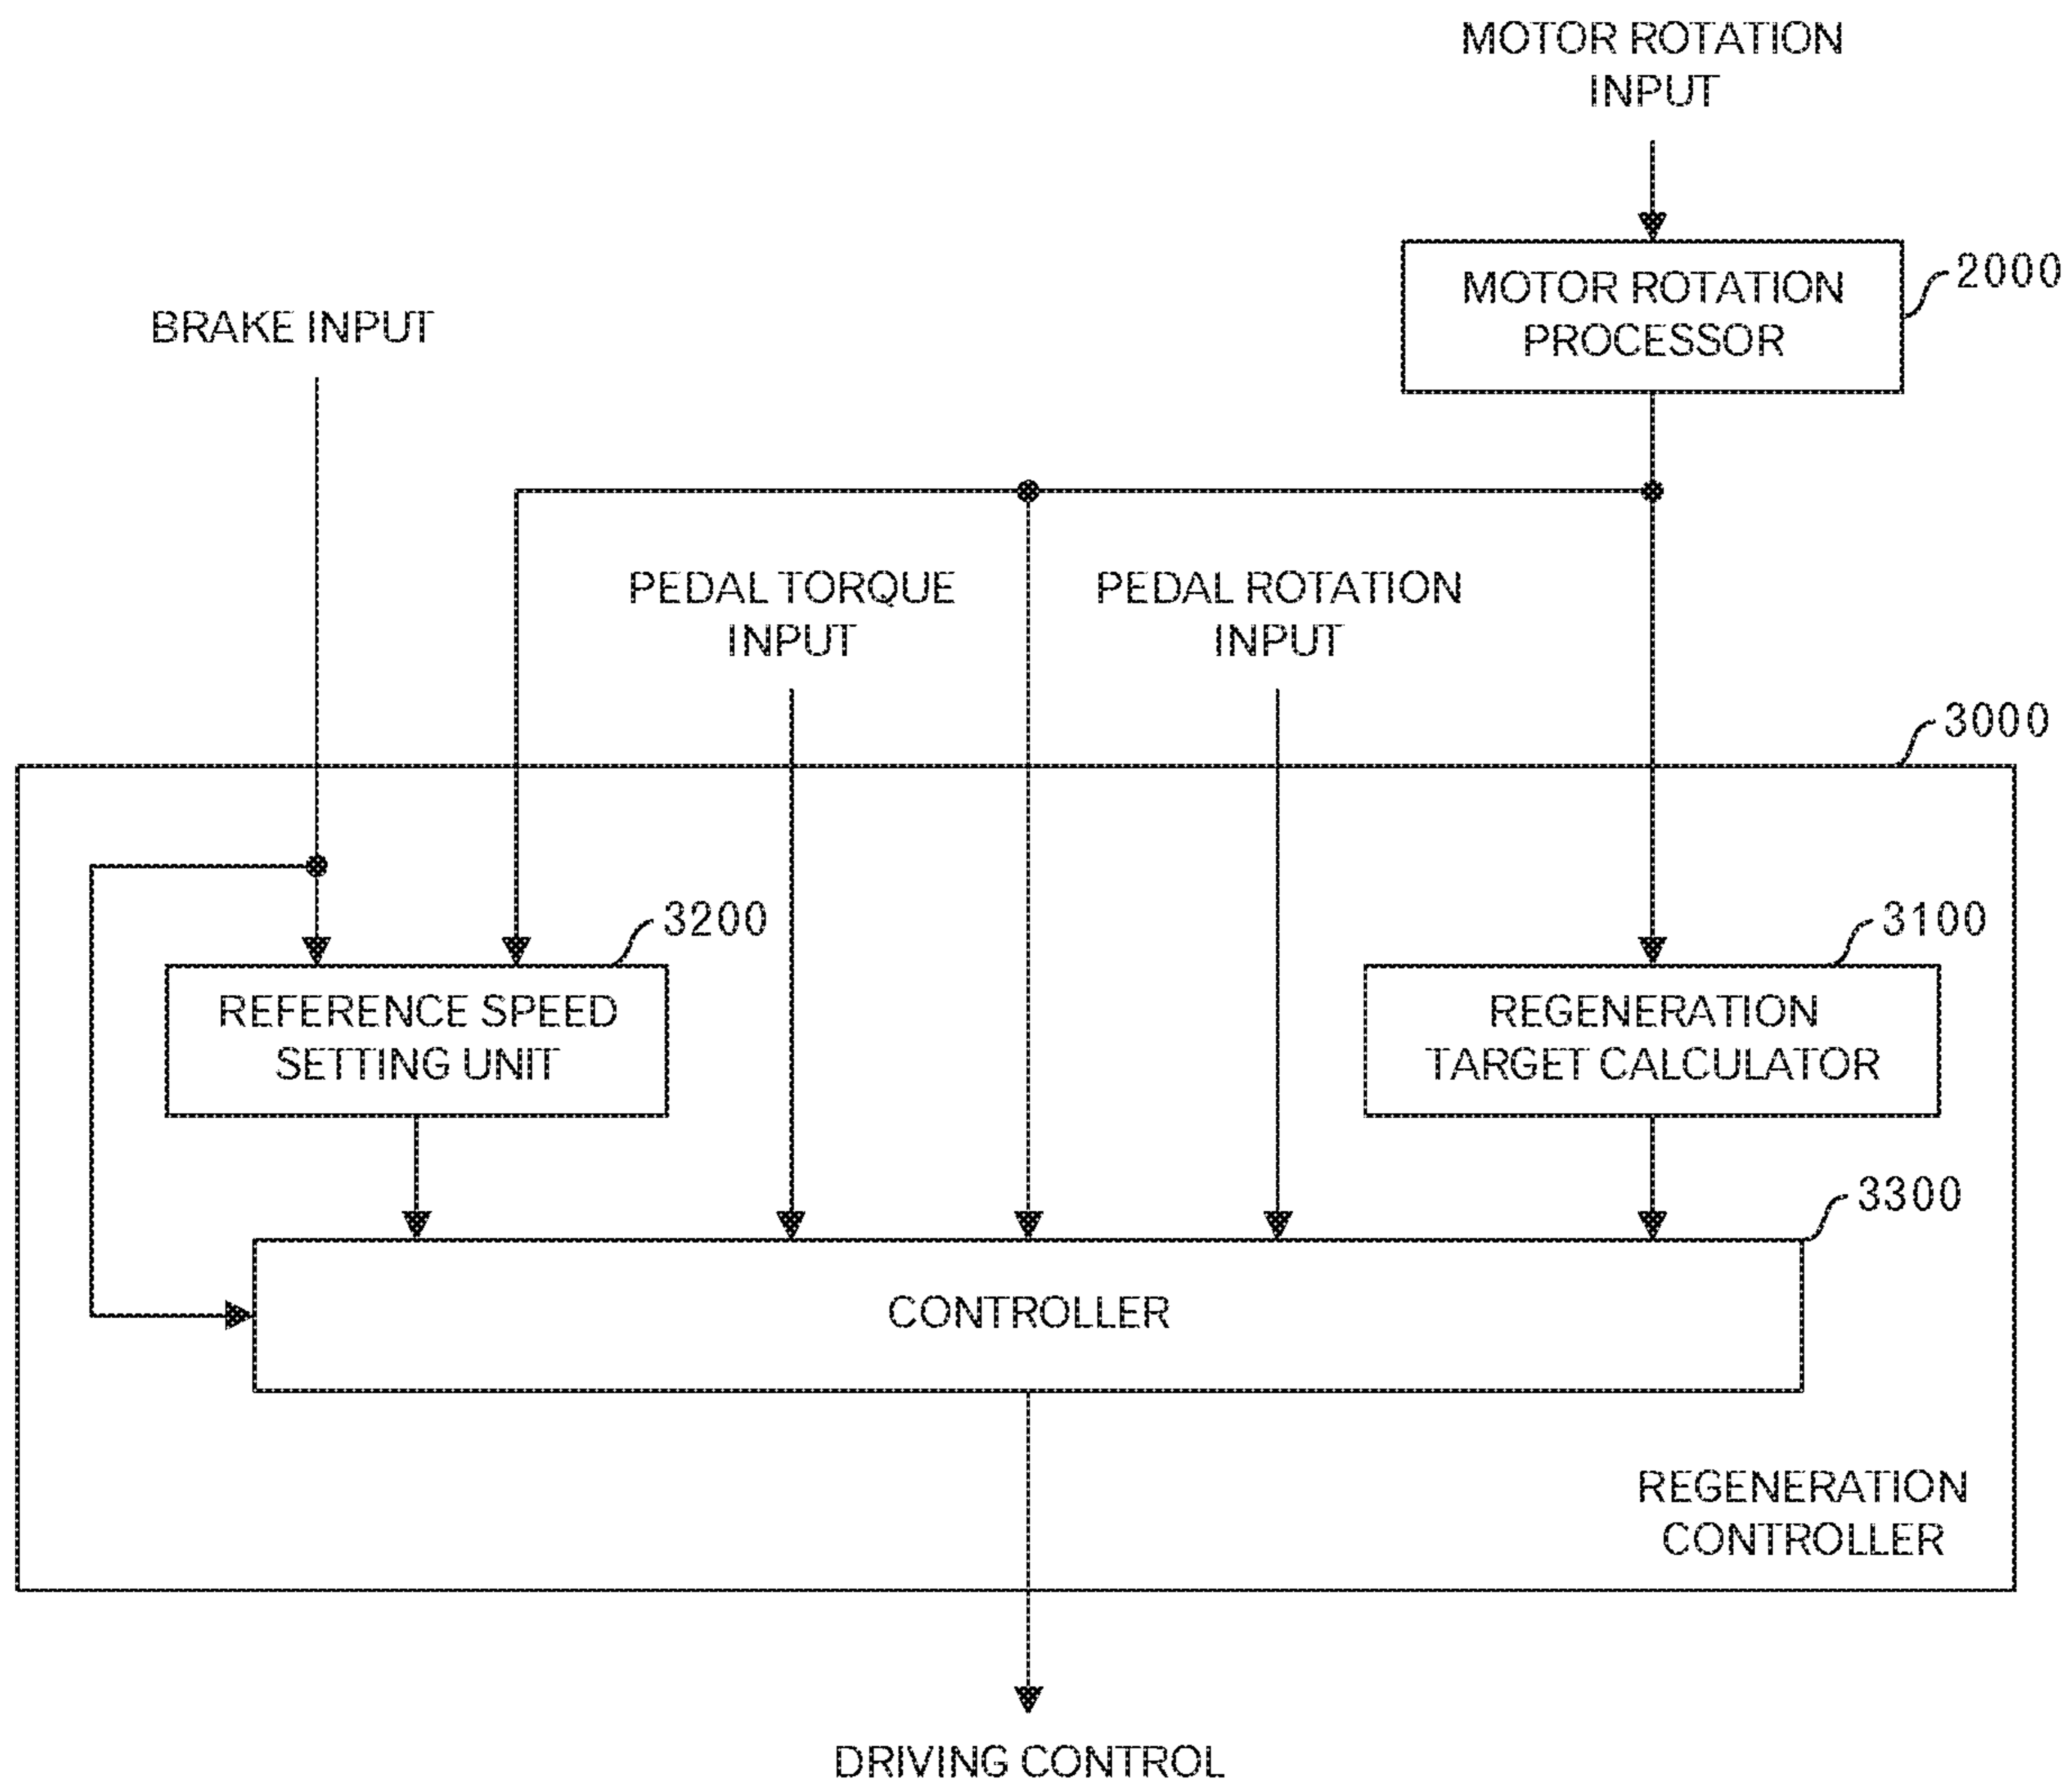 MOTOR ROTATION
INPUT
MOTOR ROTATION
PROCESSOR
2000
BRAKE INPUT
PEDAL TORQUE
INPUT
PEDAL ROTATION
INPUT
3000
3200
3100
REFERENCE SPEED
SETTING UNIT
REGENERATION
TARGET CALCULATOR
3300
CONTROLLER
REGENERATION
CONTROLLER
DRIVING CONTROL